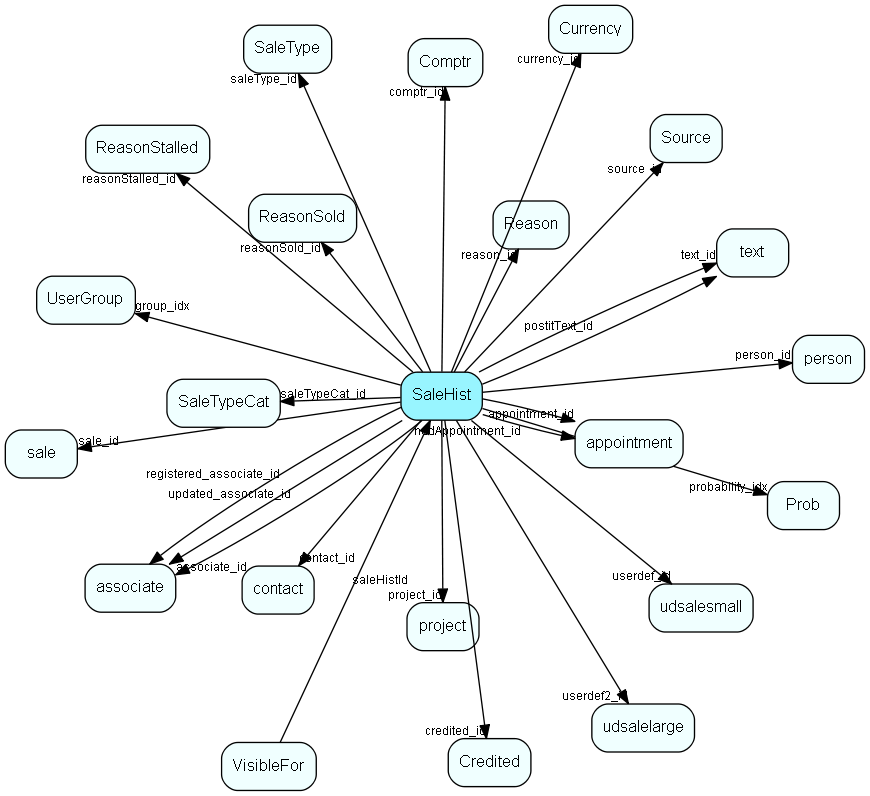 Currency
SaleType
currency_id
Comptr
saleType_id
comptr_id
Source
ReasonStalled
source_id
reasonStalled_id
ReasonSold
Reason
reasonSold_id
reason_id
text
text_id
UserGroup
group_idx
postitText_id
person_id
person
SaleHist
SaleTypeCat
saleTypeCat_id
appointment_id
sale
sale_id
appointment
registered_associate_id
updated_associate_id
probability_idx
Prob
associate
associate_id
contact_id
contact
saleHistId
project_id
userdef_id
udsalesmall
project
userdef2_id
udsalelarge
credited_id
VisibleFor
Credited